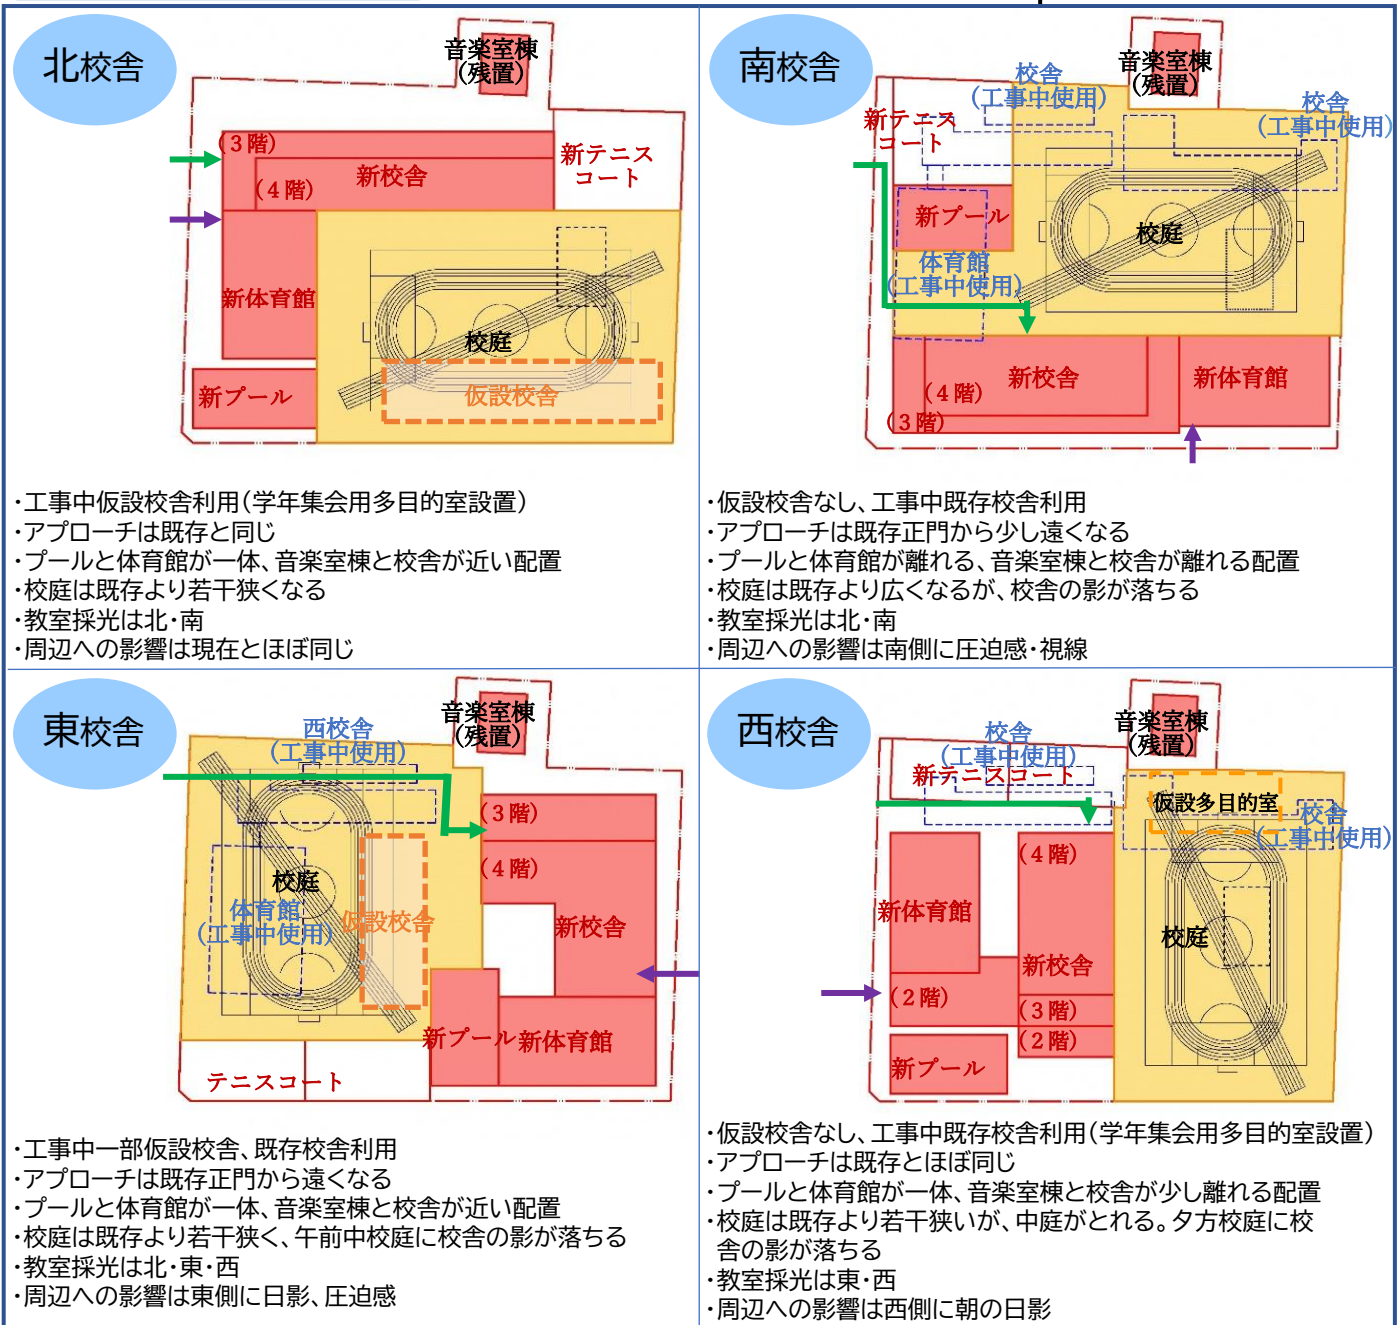 北校舎
音楽室棟
(残置)
(3階)
(4階)
新校舎
新テニス
コート
新体育館
校庭
新プール
仮設校舎
・工事中仮設校舎利用(学年集会用多目的室設置)
・アプローチは既存と同じ
・プールと体育館が一体、音楽室棟と校舎が近い配置
・校庭は既存より若干狭くなる
・教室採光は北・南
・周辺への影響は現在とほぼ同じ
南校舎
音楽室棟
(残置)
校舎
(工事中使用)
校舎
(工事中使用)
新テニス
コート
新プール
校庭
体育館
(工事中使用)
新校舎
新体育館
(4階)
(3階)
・仮設校舎なし、工事中既存校舎利用
・アプローチは既存正門から少し遠くなる
・プールと体育館が離れる、音楽室棟と校舎が離れる配置
・校庭は既存より広くなるが、校舎の影が落ちる
・教室採光は北・南
・周辺への影響は南側に圧迫感・視線
東校舎
音楽室棟
(残置)
西校舎
(工事中使用)
(3階)
(4階)
校庭
体育館
(工事中使用)
仮設校舎
新校舎
新プール
新体育館
テニスコート
・工事中一部仮設校舎、既存校舎利用
・アプローチは既存正門から遠くなる
・プールと体育館が一体、音楽室棟と校舎が近い配置
・校庭は既存より若干狭く、午前中校庭に校舎の影が落ちる
・教室採光は北・東・西
・周辺への影響は東側に日影、圧迫感
西校舎
音楽室棟
(残置)
校舎
(工事中使用)
新テニスコート
仮設多目的室
校舎
(工事中使用)
(4階)
新体育館
校庭
新校舎
(2階)
(3階)
(2階)
新プール
・仮設校舎なし、工事中既存校舎利用(学年集会用多目的室設置)
・アプローチは既存とほぼ同じ
・プールと体育館が一体、音楽室棟と校舎が少し離れる配置
・校庭は既存より若干狭いが、中庭がとれる。夕方校庭に校
舎の影が落ちる
・教室採光は東・西
・周辺への影響は西側に朝の日影